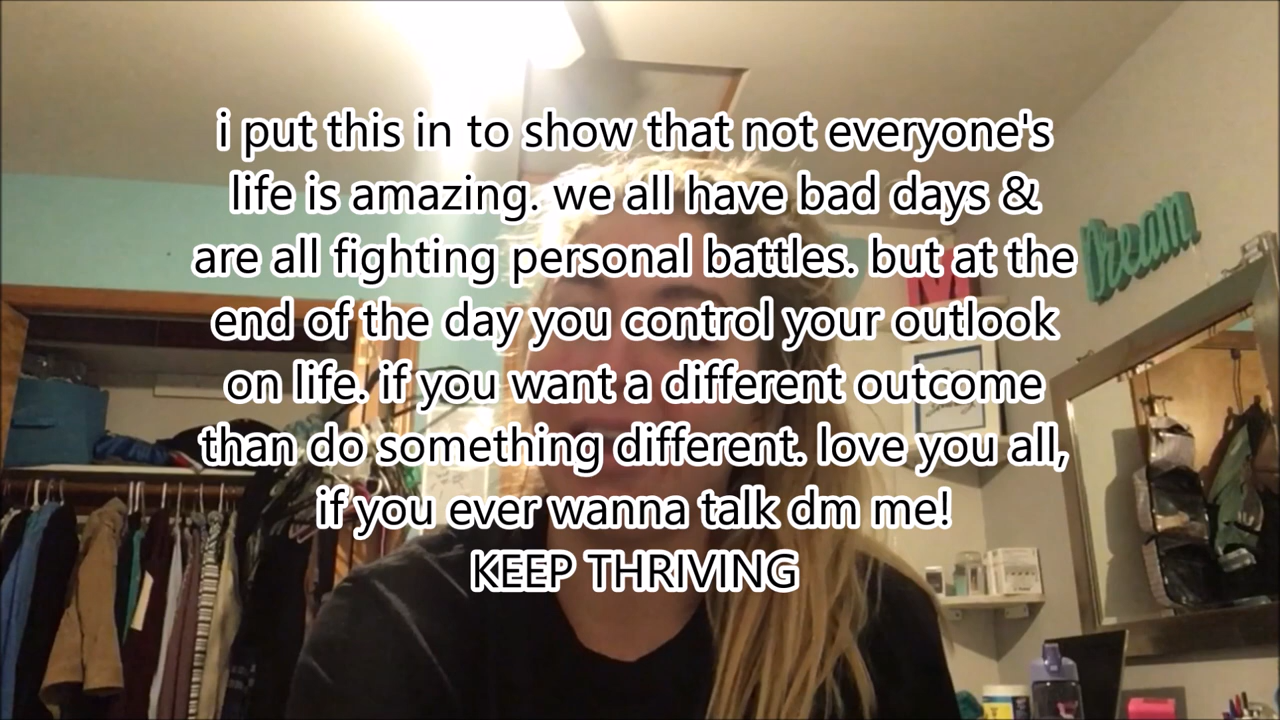 i put this in to show that not everyone's
life is amazing. we all have bad days &
are all fighting personal battles. but at the
end of the day you control your outlook
on life. if you want a different outcome
than do something different. love you all,
if you ever wanna talk dm me!
KEEP THRIVING
Dream